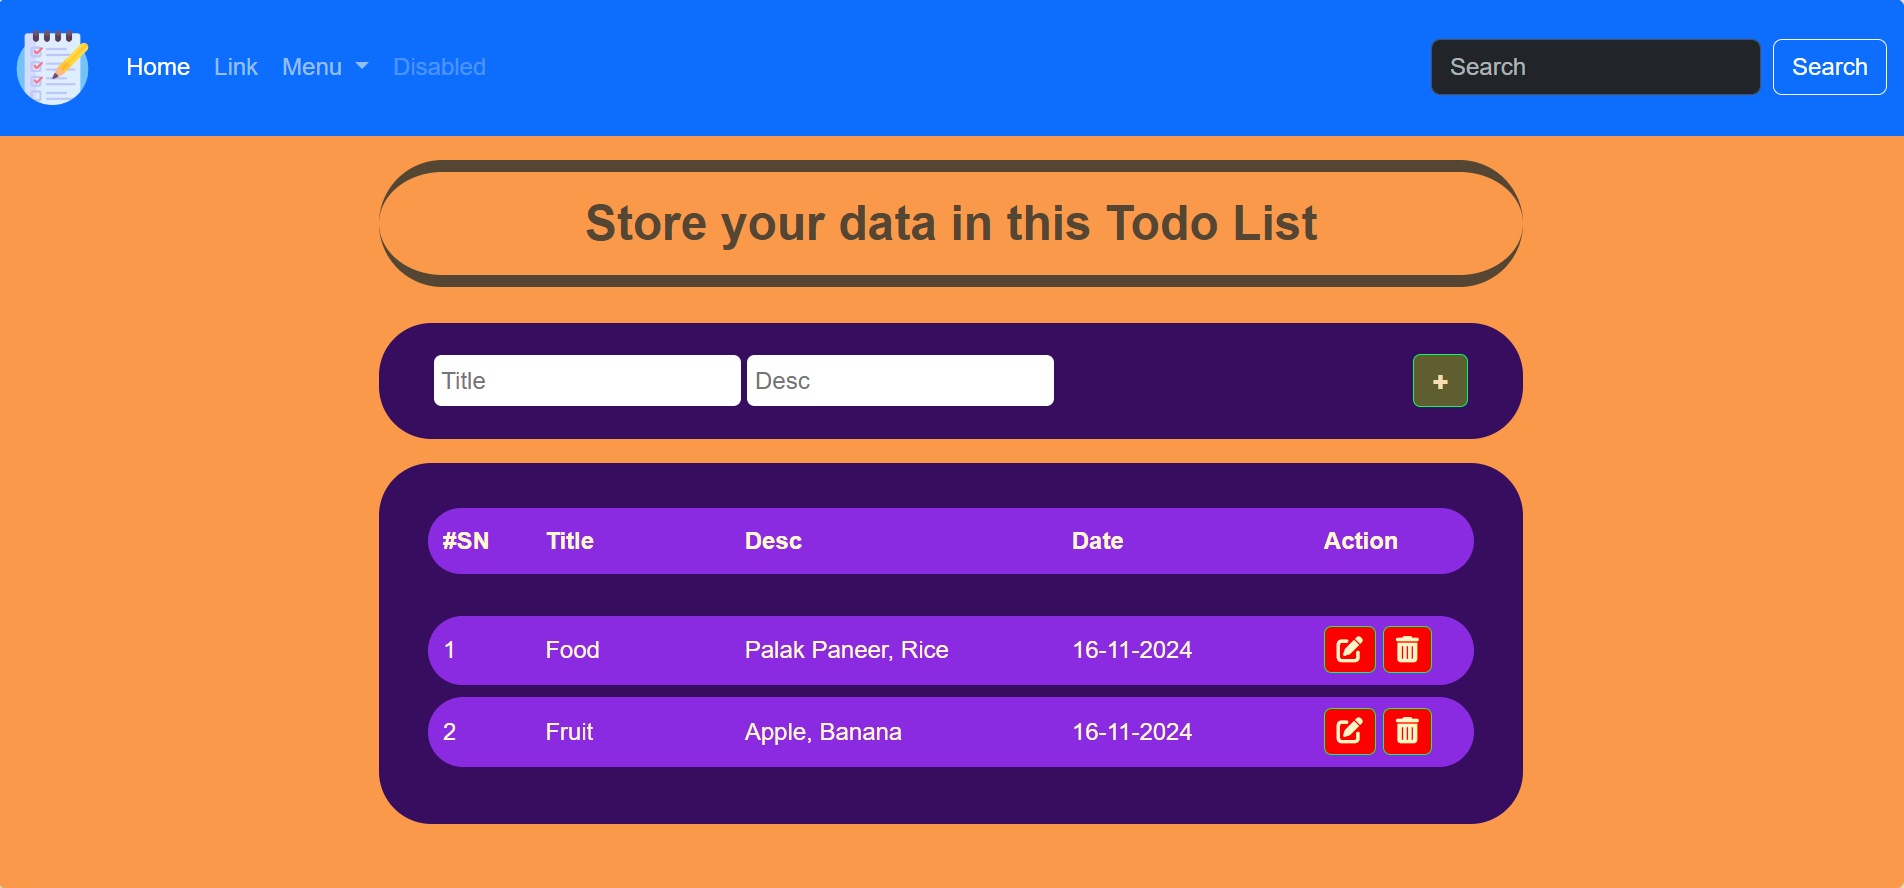 Home Link Menu Disabled Search Search
Store your data in this Todo List
Title Desc +
#SN Title Desc Date Action
1 Food Palak Paneer, Rice 16-11-2024
2 Fruit Apple, Banana 16-11-2024